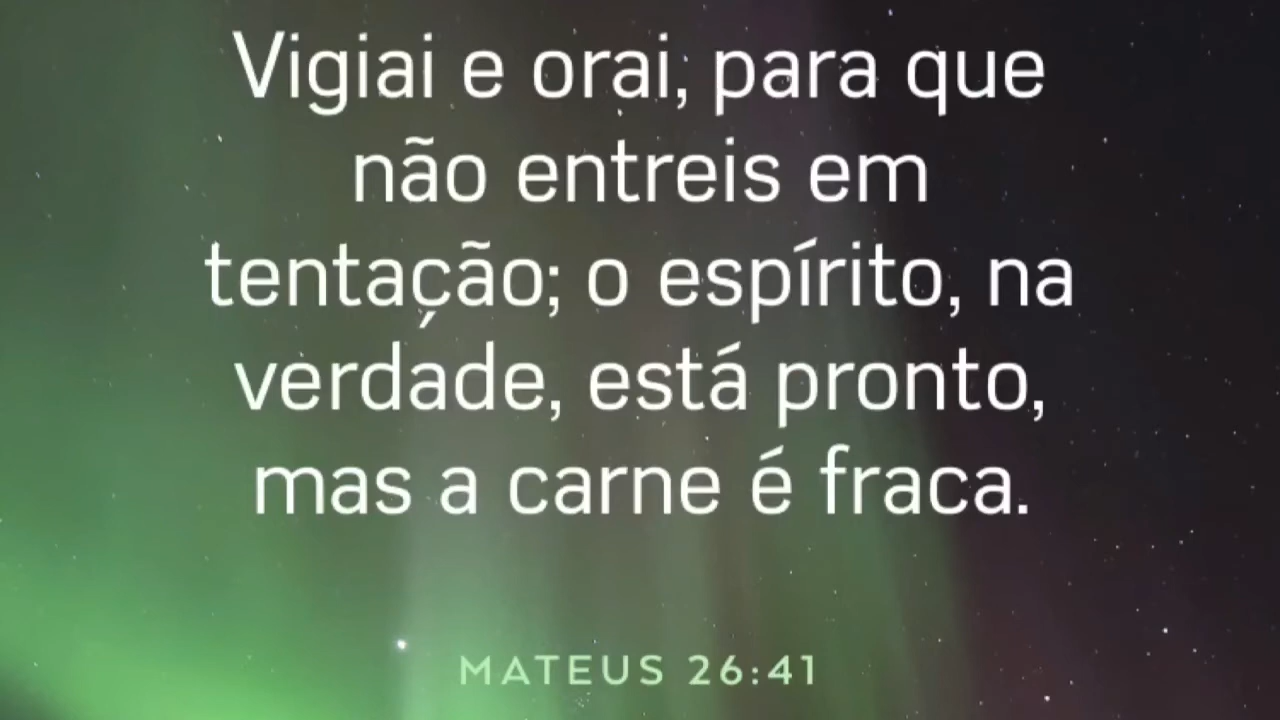 Vigiai e orai, para que
não entreis em
tentação; o espírito, na
verdade, está pronto,
mas a carne é fraca.
MATEUS 26:41